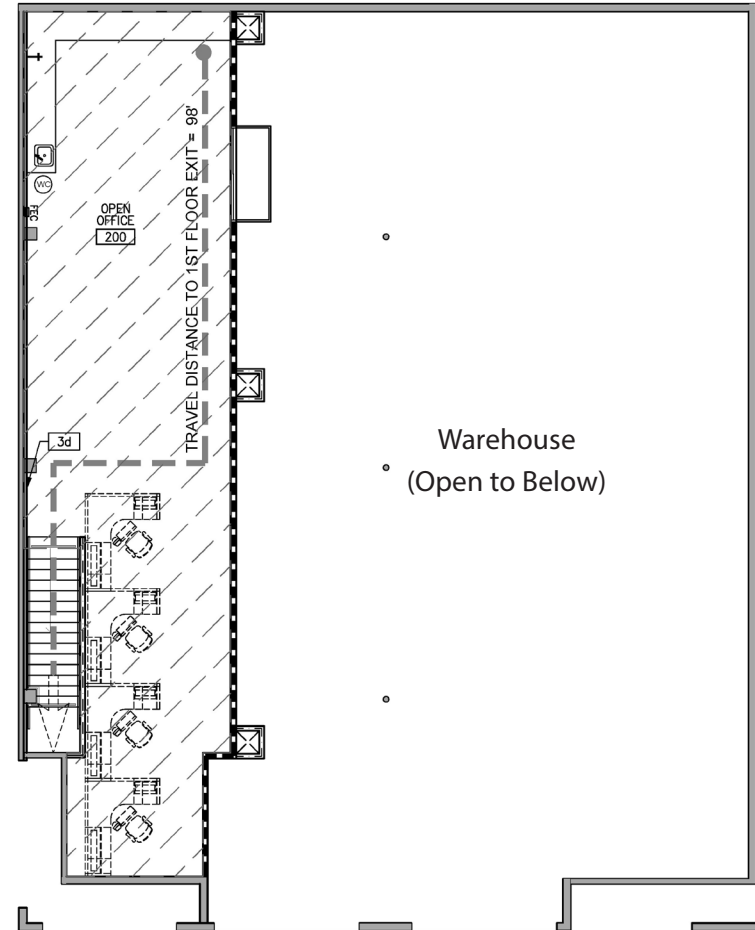 WC
FEC
OPEN
OFFICE
200
TRAVEL DISTANCE TO 1ST FLOOR EXIT = 98'
3d
Warehouse
(Open to Below)